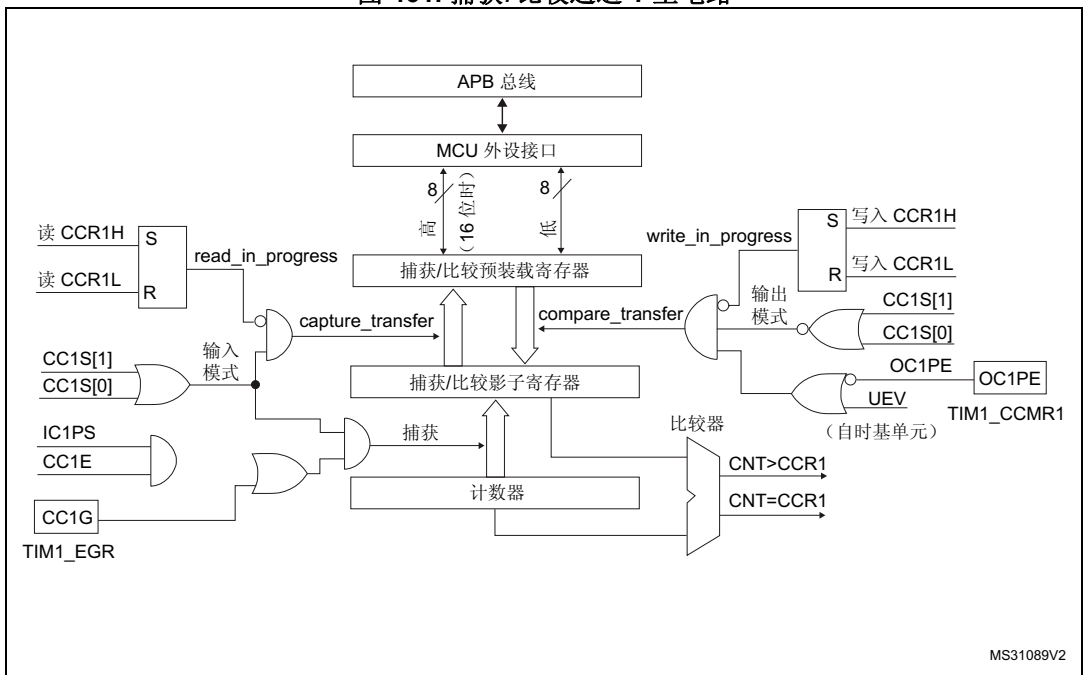 APB 总线
MCU 外设接口
8
高
(16 位时)
8
低
读 CCR1H
S
读 CCR1L
R
read_in_progress
write_in_progress
S
写入 CCR1H
R
写入 CCR1L
捕获/比较预装载寄存器
capture_transfer
compare_transfer
输出
模式
CC1S[1]
CC1S[0]
CC1S[1]
CC1S[0]
输入
模式
捕获/比较影子寄存器
OC1PE
OC1PE
UEV
TIM1_CCMR1
(自时基单元)
IC1PS
CC1E
捕获
比较器
CNT>CCR1
计数器
CNT=CCR1
CC1G
TIM1_EGR
MS31089V2